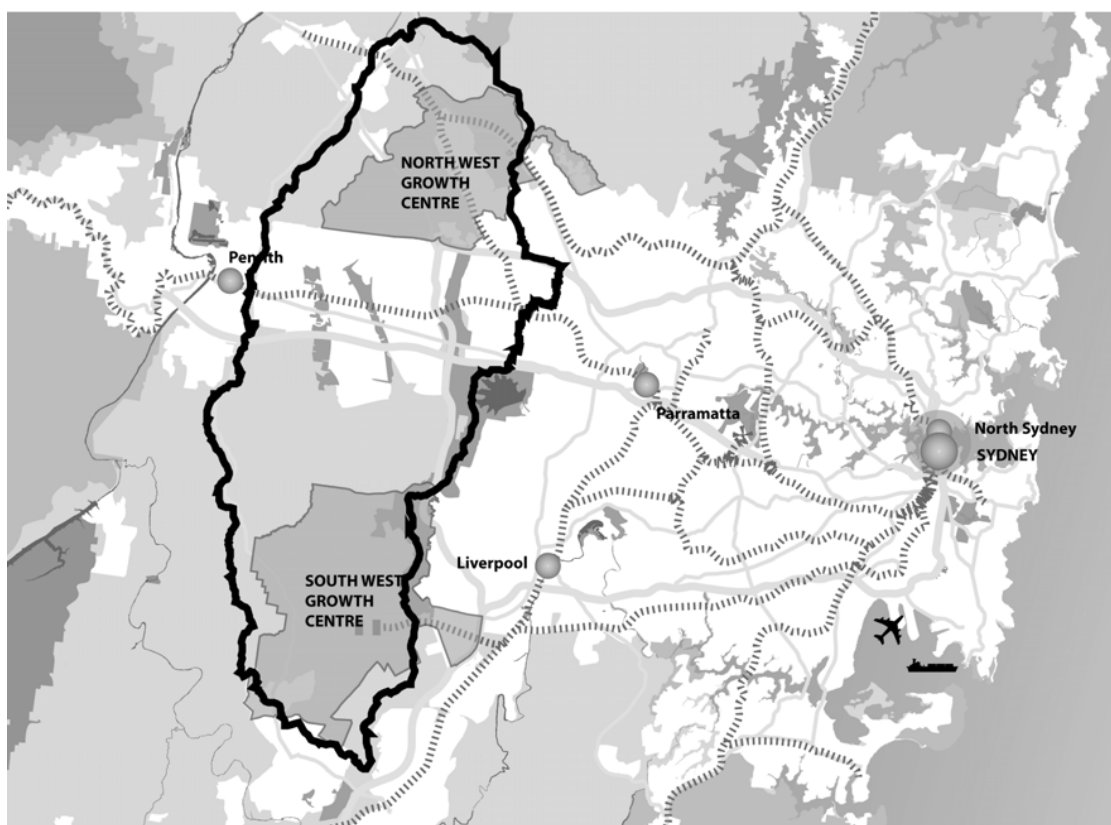 NORTH WEST
GROWTH
CENTRE
Penrith
Parramatta
North Sydney
SYDNEY
Liverpool
SOUTH WEST
GROWTH
CENTRE